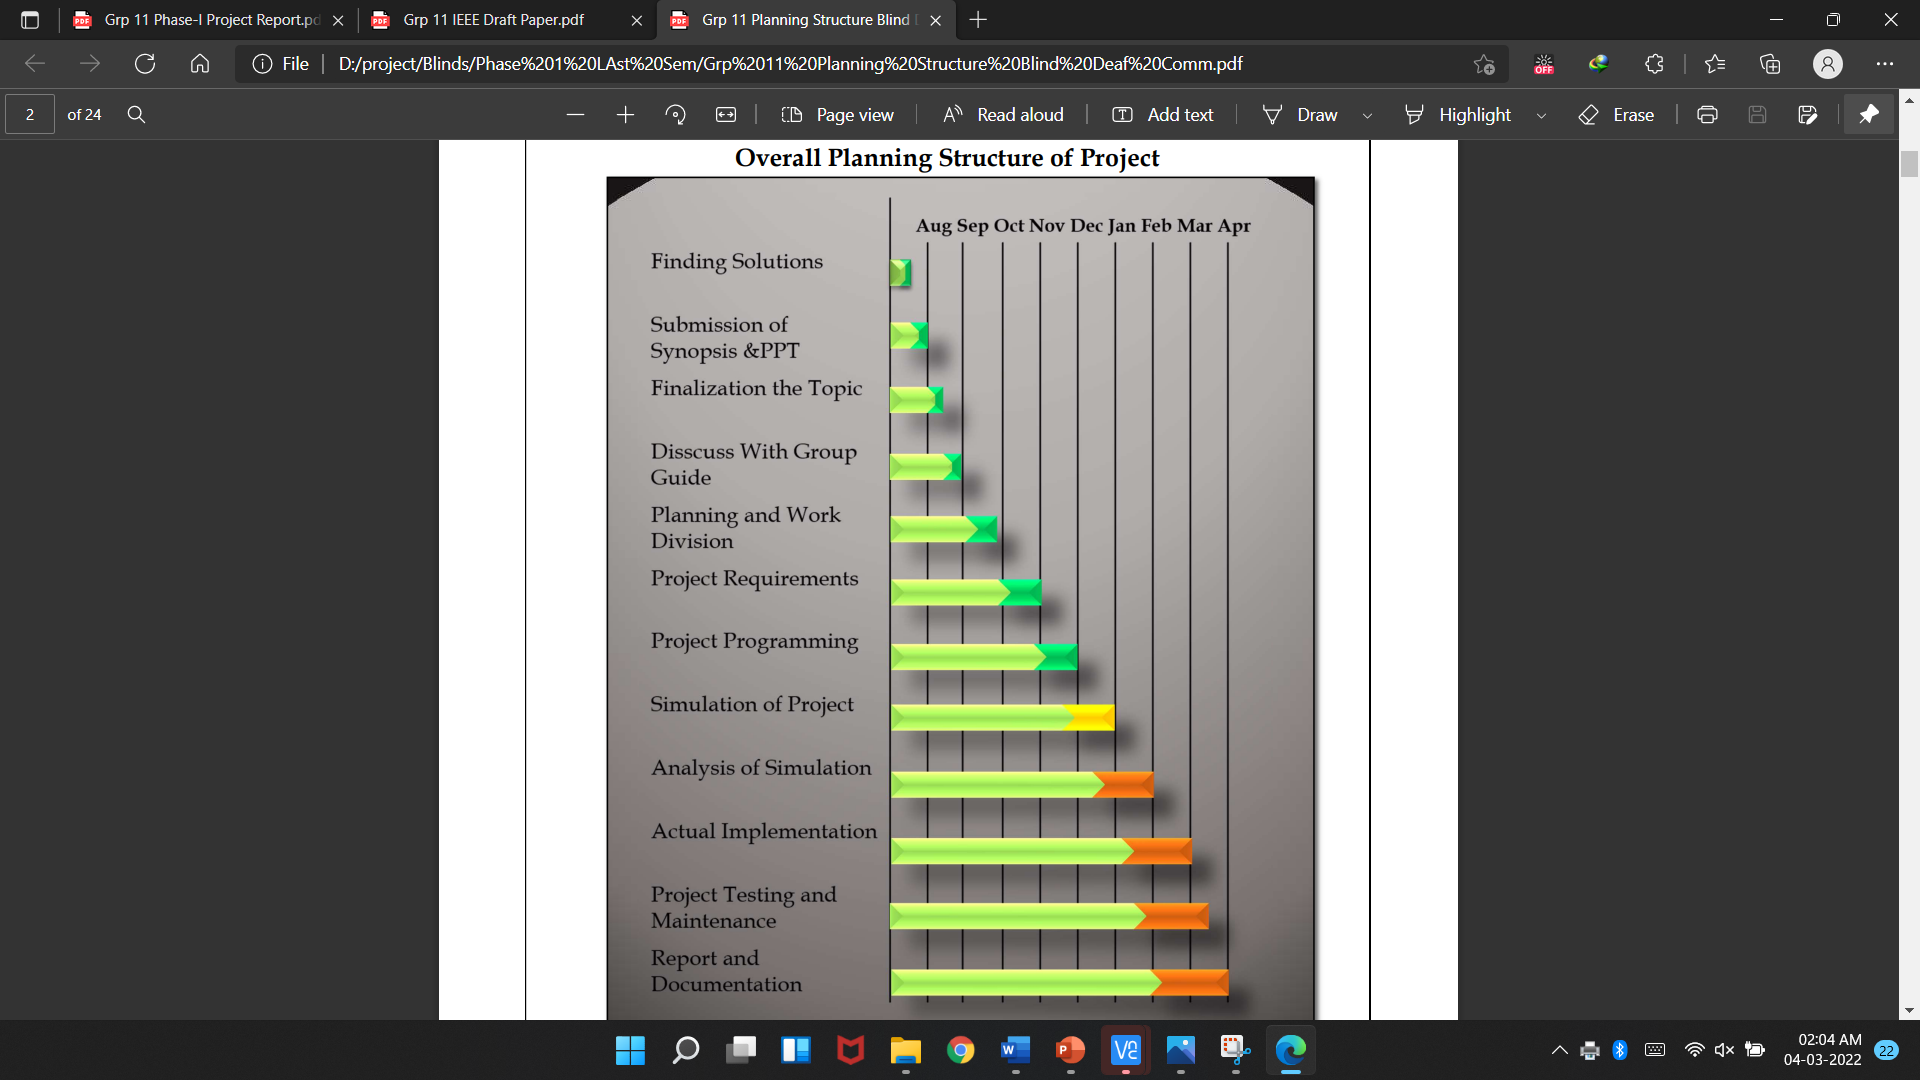 Grp 11 Phase-I Project Report.pd
Grp 11 IEEE Draft Paper.pdf
Grp 11 Planning Structure Blind
File
D:/project/Blinds/Phase%201%20LAst%20Sem/Grp%2011%20Planning%20Structure%20Blind%20Deaf%20Comm.pdf
OFF
2 of 24
Page view
Read aloud
Add text
Draw
Highlight
Erase
Overall Planning Structure of Project
Aug Sep Oct Nov Dec Jan Feb Mar Apr
Finding Solutions
Submission of
Synopsis &PPT
Finalization the Topic
Disscuss With Group
Guide
Planning and Work
Division
Project Requirements
Project Programming
Simulation of Project
Analysis of Simulation
Actual Implementation
Project Testing and
Maintenance
Report and
Documentation
02:04 AM
04-03-2022
22